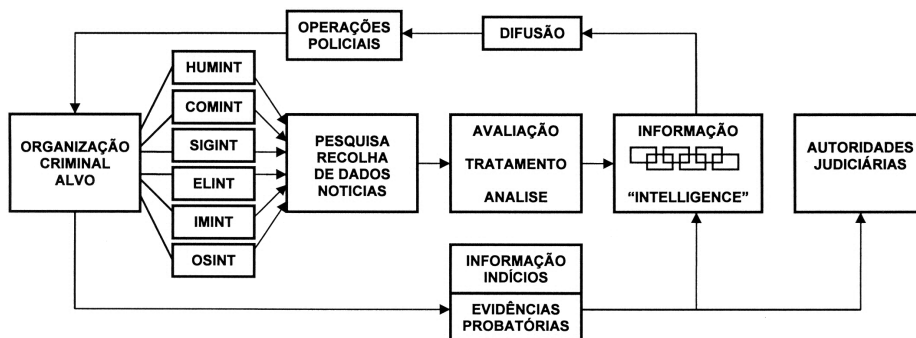 OPERAÇÕES
POLICIAIS
DIFUSÃO
HUMINT
COMINT
SIGINT
ELINT
IMINT
OSINT
ORGANIZAÇÃO
CRIMINAL
ALVO
PESQUISA
RECOLHA
DE DADOS
NOTICIAS
AVALIAÇÃO
TRATAMENTO
ANALISE
INFORMAÇÃO
“INTELLIGENCE”
AUTORIDADES
JUDICIÁRIAS
INFORMAÇÃO
INDÍCIOS
EVIDÊNCIAS
PROBATÓRIAS